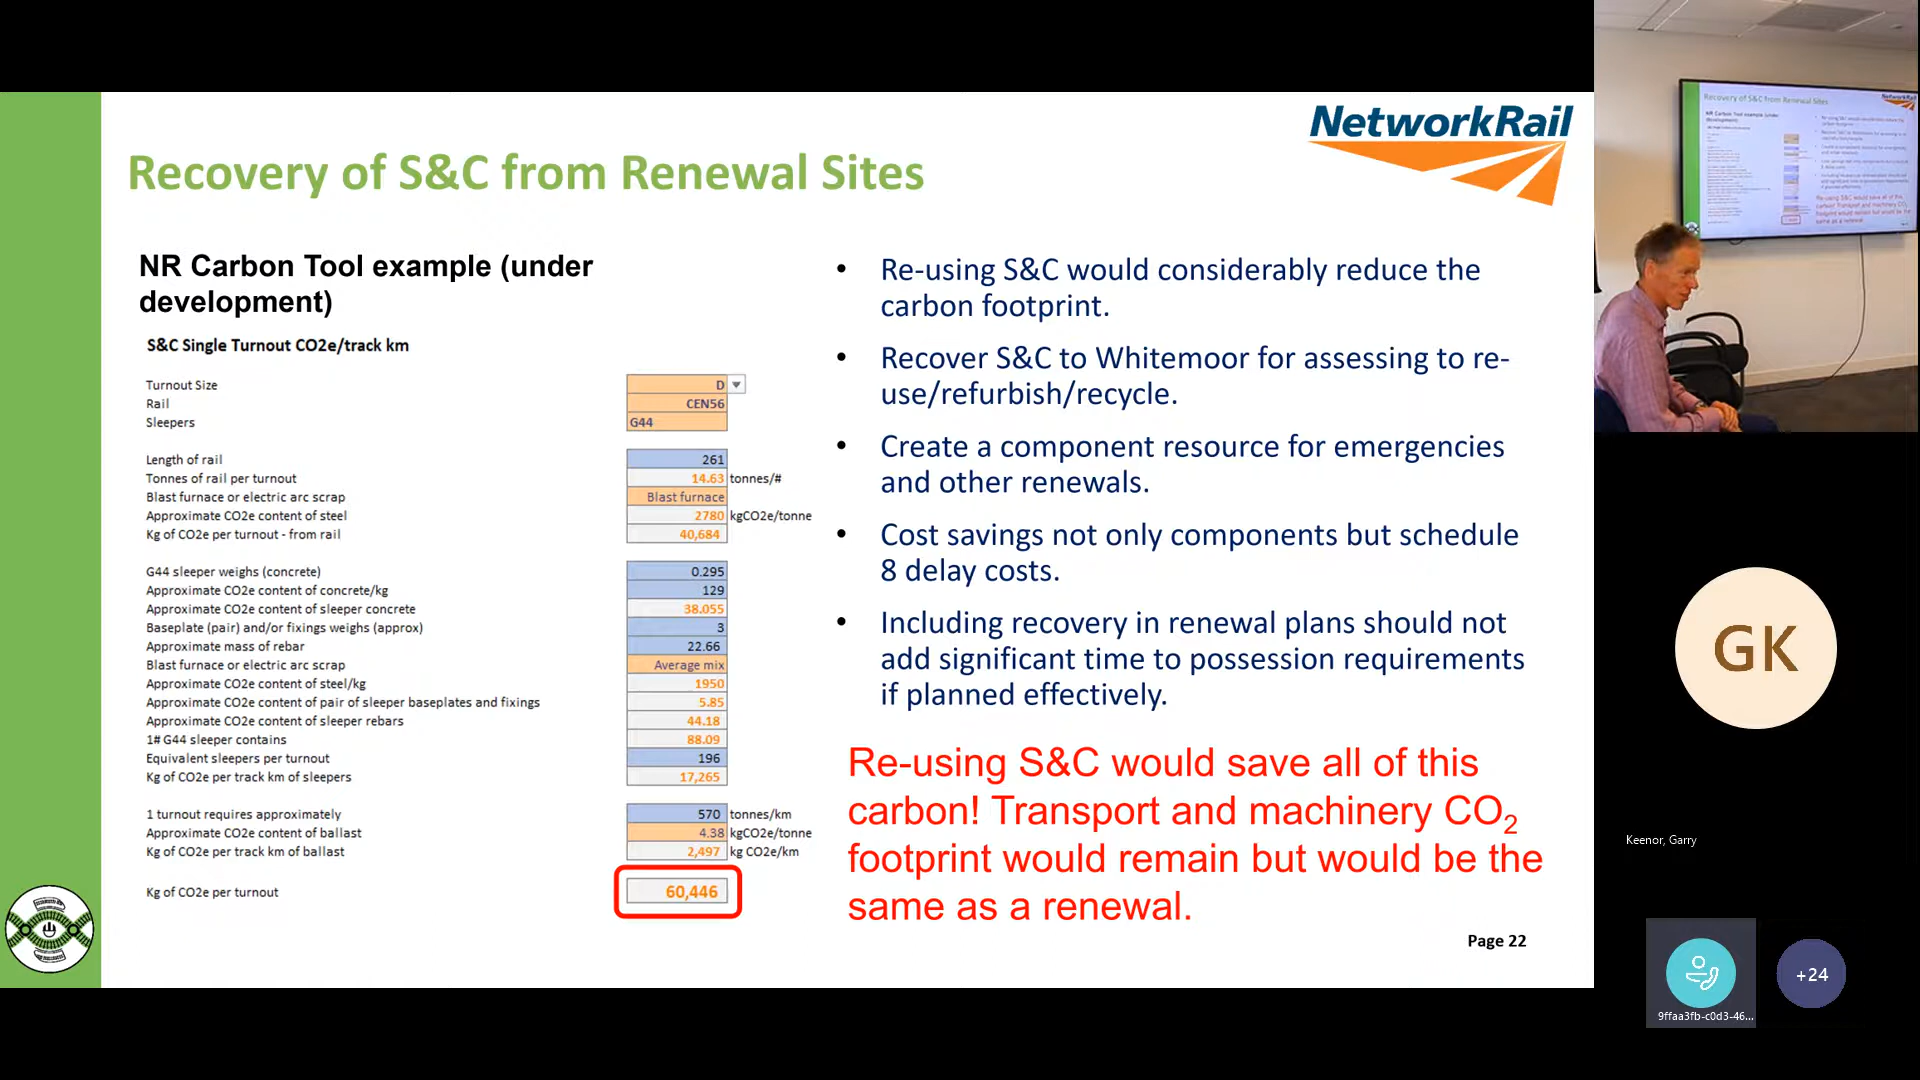 NetworkRail
Recovery of S&C from Renewal Sites
NR Carbon Tool example (under
development)
S&C Single Turnout CO2e/track km
Turnout Size D
Rail CEN56
Sleepers G44
Length of rail 261
Tonnes of rail per turnout 14.63 tonnes/#
Blast furnace or electric arc scrap Blast furnace
Approximate CO2e content of steel 2780 kgCO2e/tonne
Kg of CO2e per turnout - from rail 40,684
G44 sleeper weighs (concrete) 0.295
Approximate CO2e content of concrete/kg 129
Approximate CO2e content of sleeper concrete 38.055
Baseplate (pair) and/or fixings weighs (approx) 3
Approximate mass of rebar 22.66
Blast furnace or electric arc scrap Average mix
Approximate CO2e content of steel/kg 1950
Approximate CO2e content of pair of sleeper baseplates and fixings 5.85
Approximate CO2e content of sleeper rebars 44.18
1# G44 sleeper contains 88.09
Equivalent sleepers per turnout 196
Kg of CO2e per track km of sleepers 17,265
1 turnout requires approximately 570 tonnes/km
Approximate CO2e content of ballast 4.38 kgCO2e/tonne
Kg of CO2e per track km of ballast 2,497 kg CO2e/km
Kg of CO2e per turnout 60,446
• Re-using S&C would considerably reduce the
carbon footprint.
• Recover S&C to Whitemoor for assessing to re-
use/refurbish/recycle.
• Create a component resource for emergencies
and other renewals.
• Cost savings not only components but schedule
8 delay costs.
• Including recovery in renewal plans should not
add significant time to possession requirements
if planned effectively.
Re-using S&C would save all of this
carbon! Transport and machinery CO2
footprint would remain but would be the
same as a renewal.
Page 22
Recovery of S&C from Renewal Sites
NetworkRail
GK
Keenor, Garry
9ffaa3fb-c0d3-46...
+24